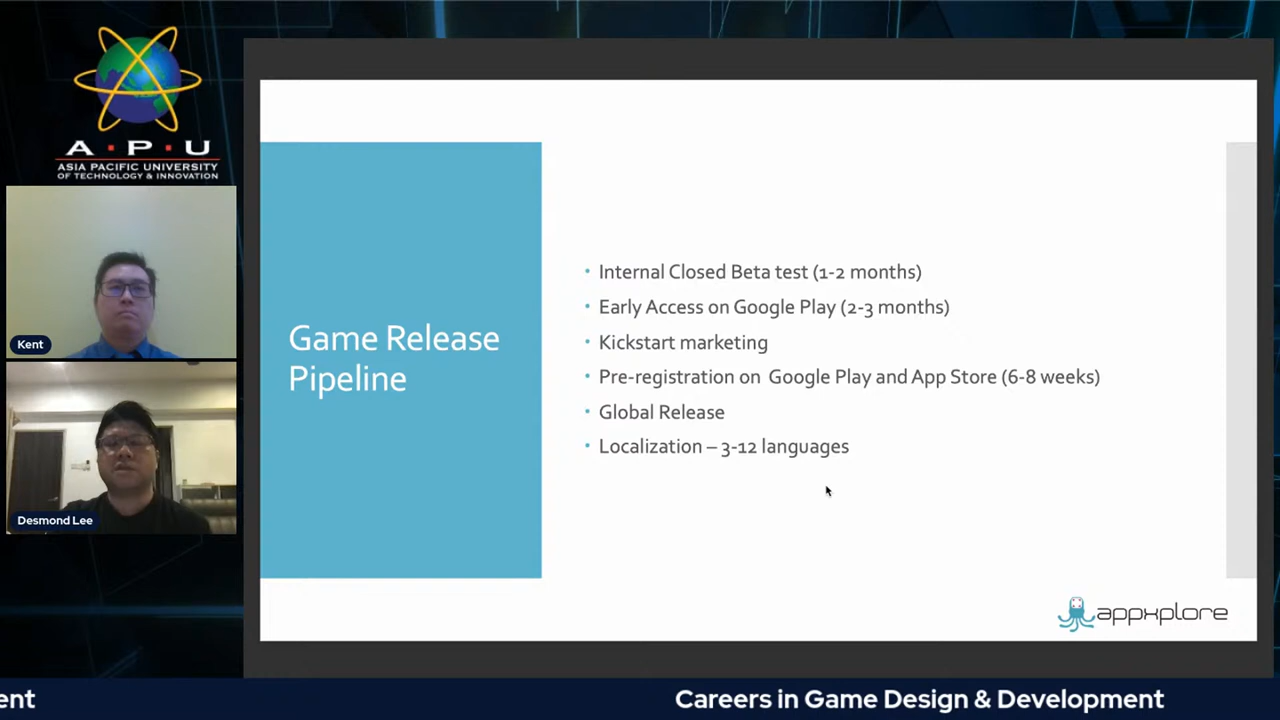 A·P·U
ASIA PACIFIC UNIVERSITY
OF TECHNOLOGY & INNOVATION
Kent
Desmond Lee
Game Release
Pipeline
• Internal Closed Beta test (1-2 months)
• Early Access on Google Play (2-3 months)
• Kickstart marketing
• Pre-registration on Google Play and App Store (6-8 weeks)
• Global Release
• Localization – 3-12 languages
appxplore
ent
Careers in Game Design & Development